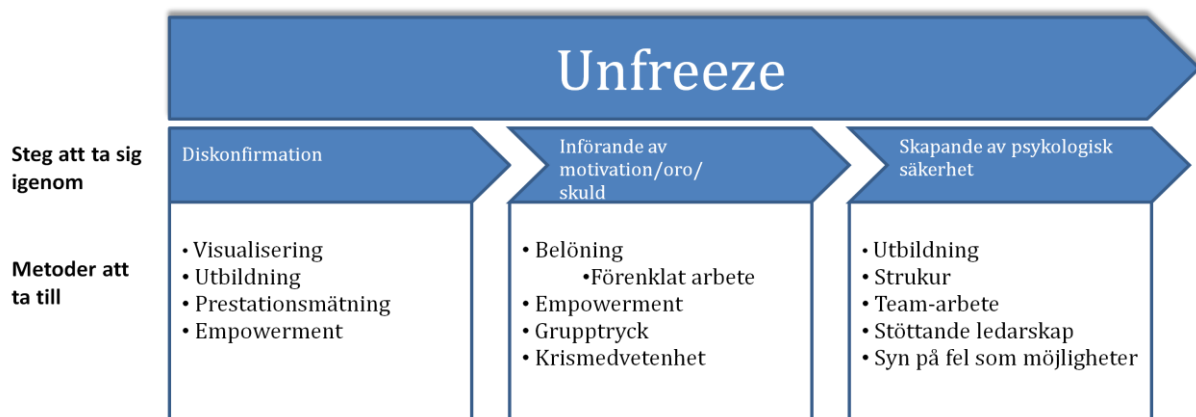 Unfreeze
Steg att ta sig
igenom
Diskonfirmation
Införande av
motivation/oro/
skuld
Skapande av psykologisk
säkerhet
Metoder att
ta till
• Visualisering
• Utbildning
• Prestationsmätning
• Empowerment
• Belöning
•Förenklat arbete
• Empowerment
• Grupptryck
• Krismedvetenhet
• Utbildning
• Strukur
• Team-arbete
• Stöttande ledarskap
• Syn på fel som möjligheter